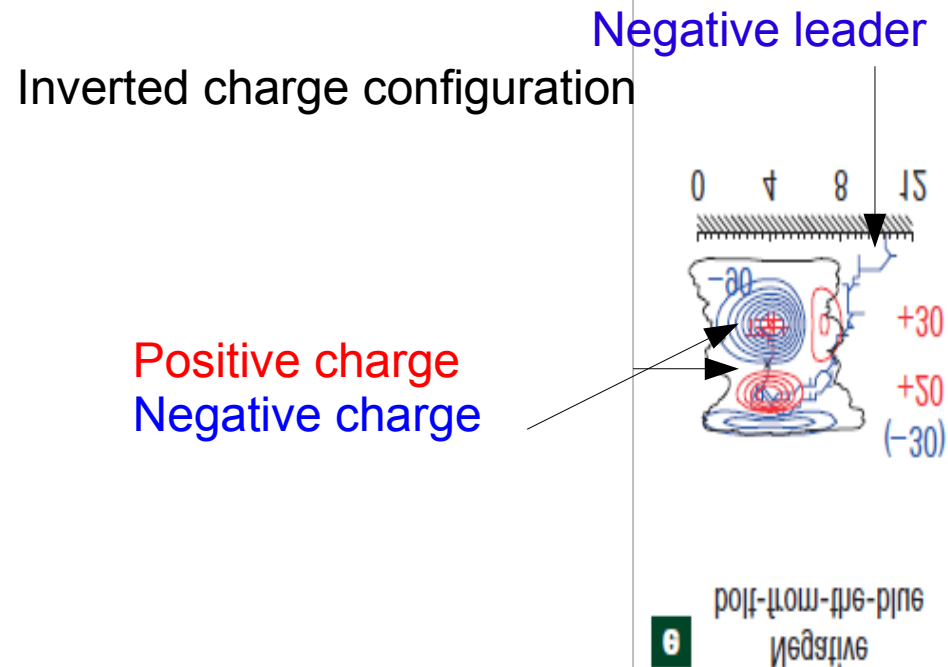 Negative leader
Inverted charge configuration
0 4 8 12
−90
+30
Positive charge
+20
Negative charge
(−30)
bolt-from-the-blue
e Negative